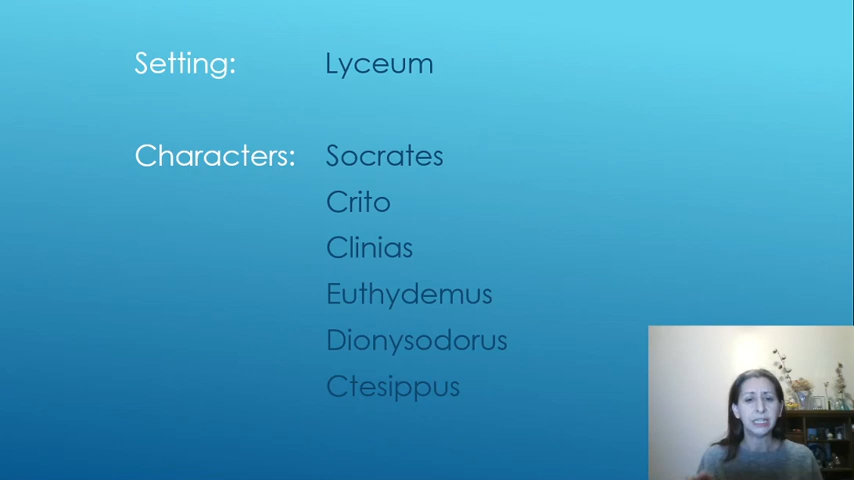 Setting: Lyceum
Characters: Socrates
Crito
Clinias
Euthydemus
Dionysodorus
Ctesippus